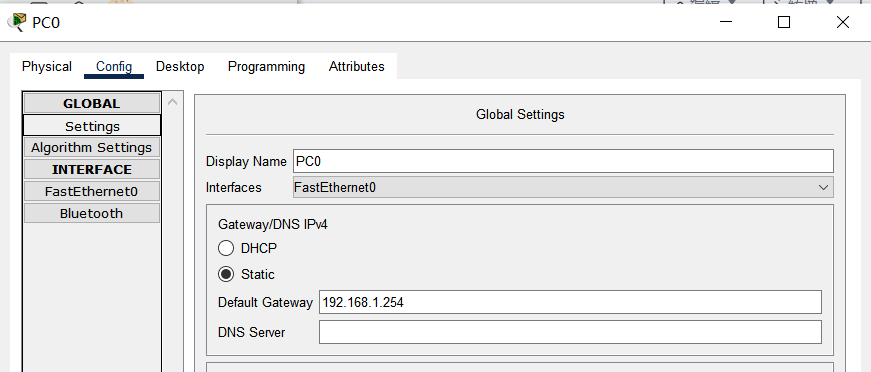 PC0
Physical Config Desktop Programming Attributes
GLOBAL
Settings
Algorithm Settings
INTERFACE
FastEthernet0
Bluetooth
Global Settings
Display Name PC0
Interfaces FastEthernet0
Gateway/DNS IPv4
DHCP
Static
Default Gateway 192.168.1.254
DNS Server